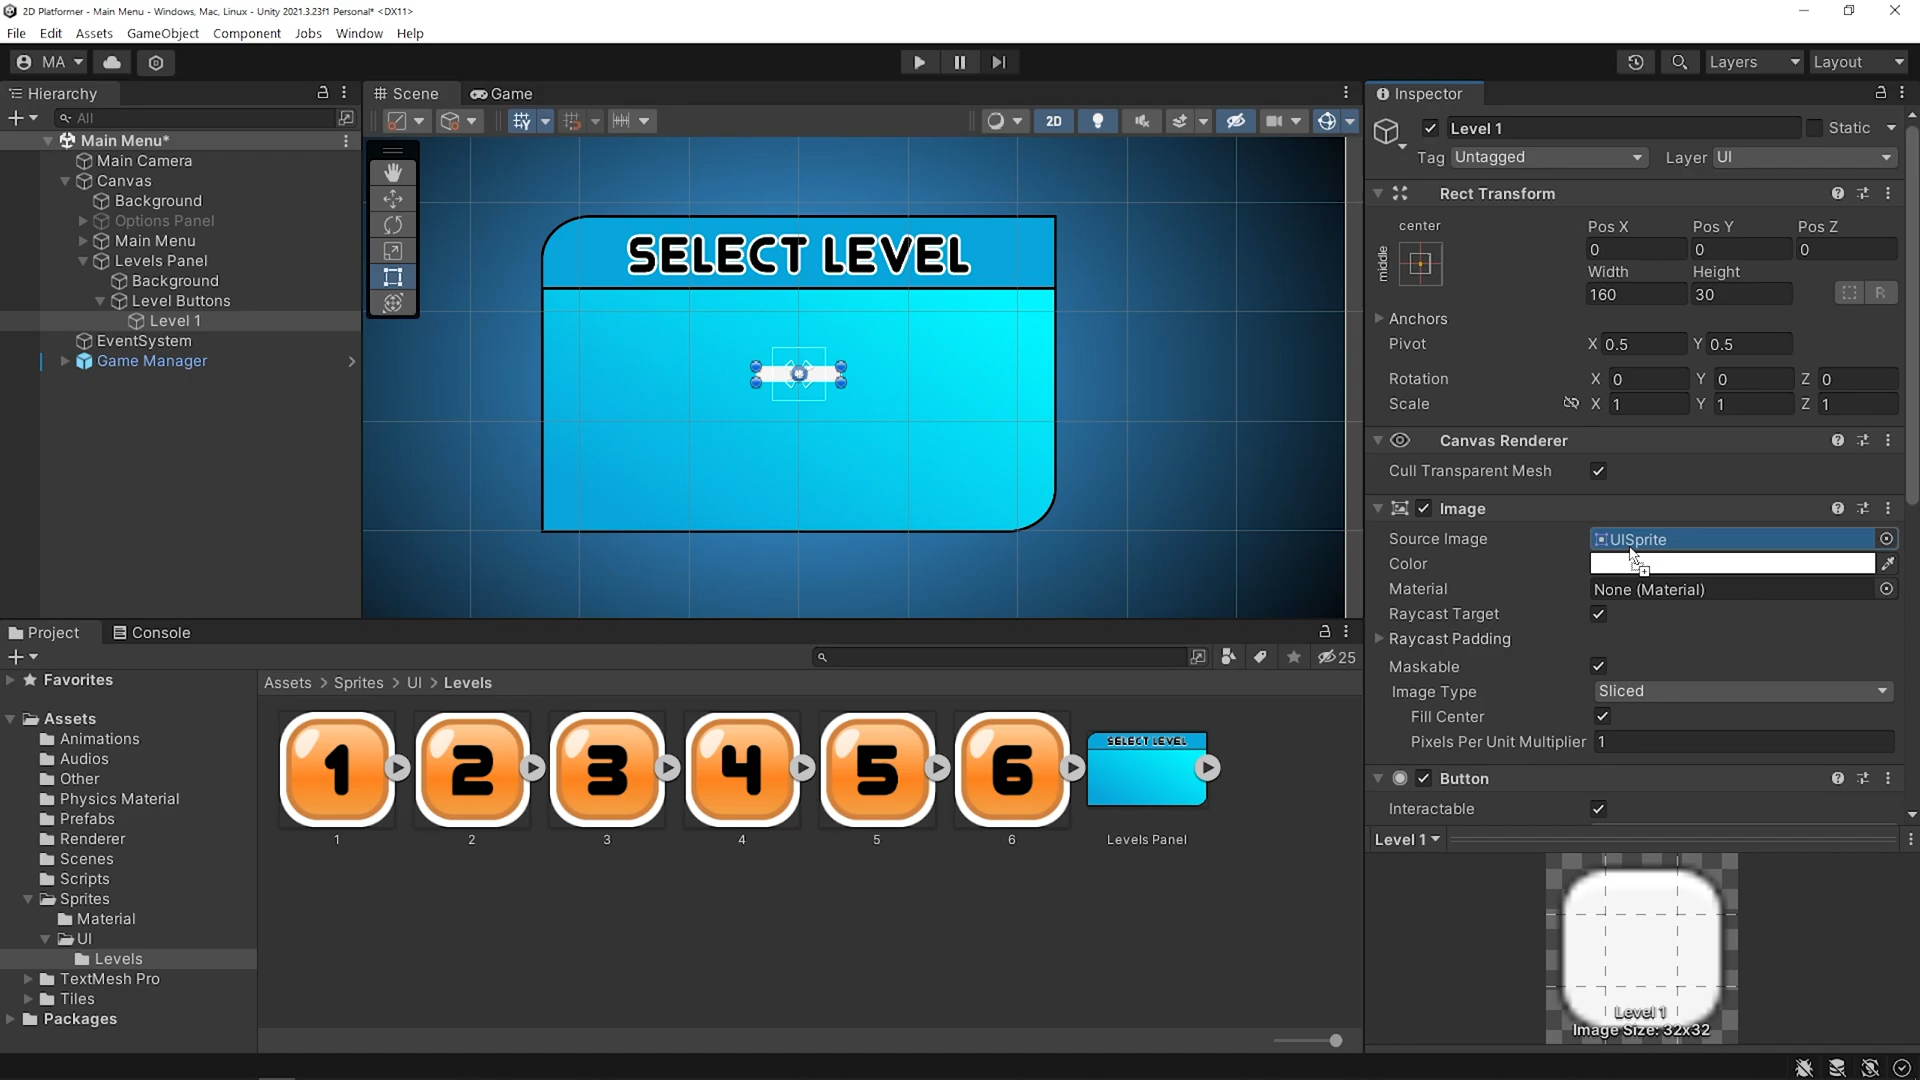 2D Platformer - Main Menu - Windows, Mac, Linux - Unity 2021.3.23f1 Personal* <DX11>
File Edit Assets GameObject Component Jobs Window Help
MA Layers Layout
Hierarchy
All
Main Menu*
Main Camera
Canvas
Background
Options Panel
Main Menu
Levels Panel
Background
Level Buttons
Level 1
EventSystem
Game Manager
Scene Game
2D
SELECT LEVEL
Inspector
Level 1 Static
Tag Untagged Layer UI
Rect Transform
center Pos X Pos Y Pos Z
middle 0 0 0
Width Height
160 30 R
Anchors
Pivot X 0.5 Y 0.5
Rotation X 0 Y 0 Z 0
Scale X 1 Y 1 Z 1
Canvas Renderer
Cull Transparent Mesh
Image
Source Image UISprite
Color
Material None (Material)
Raycast Target
Raycast Padding
Maskable
Image Type Sliced
Fill Center
Pixels Per Unit Multiplier 1
Button
Interactable
Level 1
Level 1
Image Size: 32x32
Project Console
25
Favorites
Assets
Animations
Audios
Other
Physics Material
Prefabs
Renderer
Scenes
Scripts
Sprites
Material
UI
Levels
TextMesh Pro
Tiles
Packages
Assets > Sprites > UI > Levels
1 2 3 4 5 6 SELECT LEVEL
1 2 3 4 5 6 Levels Panel